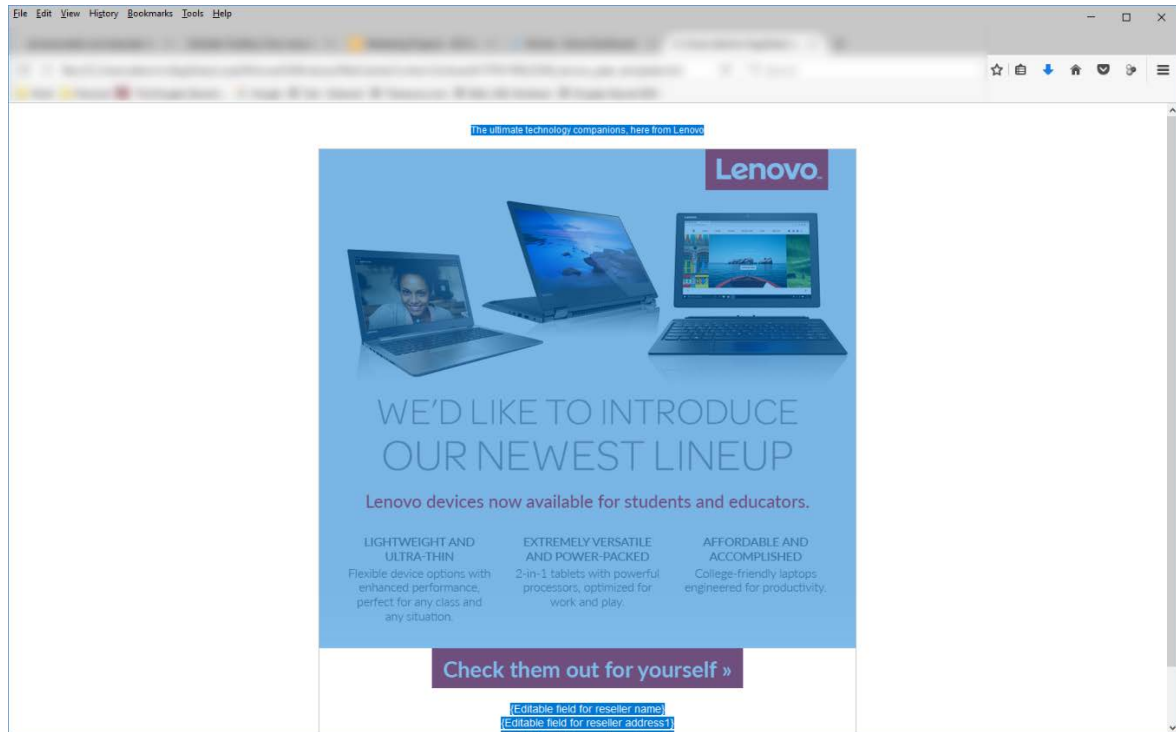 File Edit View History Bookmarks Tools Help
The ultimate technology companions, here from Lenovo
Lenovo™
WE'D LIKE TO INTRODUCE
OUR NEWEST LINEUP
Lenovo devices now available for students and educators.
LIGHTWEIGHT AND
ULTRA-THIN
Flexible device options with
enhanced performance,
perfect for any class and
any situation.
EXTREMELY VERSATILE
AND POWER-PACKED
2-in-1 tablets with powerful
processors, optimized for
work and play.
AFFORDABLE AND
ACCOMPLISHED
College-friendly laptops
engineered for productivity.
Check them out for yourself »
{Editable field for reseller name}
{Editable field for reseller address1}